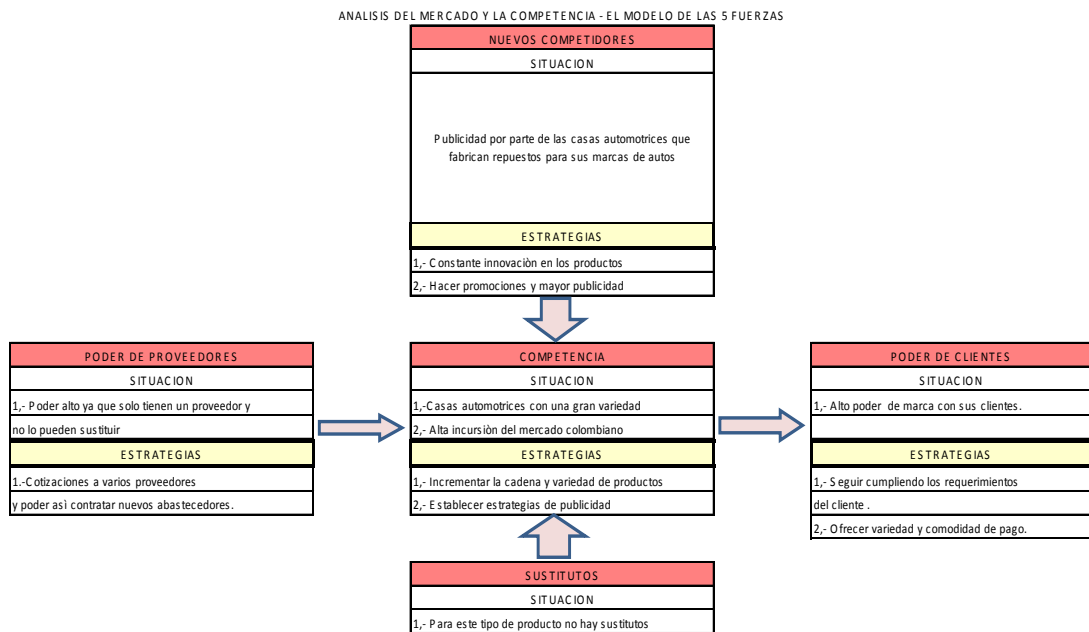 ANALISIS DEL MERCADO Y LA COMPETENCIA - EL MODELO DE LAS 5 FUERZAS
NUEVOS COMPETIDORES
SITUACION
Publicidad por parte de las casas automotrices que
fabrican repuestos para sus marcas de autos
ESTRATEGIAS
1,- Constante innovaciòn en los productos
2,- Hacer promociones y mayor publicidad
PODER DE PROVEEDORES
SITUACION
1,- Poder alto ya que solo tienen un proveedor y
no lo pueden sustituir
ESTRATEGIAS
1.-Cotizaciones a varios proveedores
y poder asì contratar nuevos abastecedores.
COMPETENCIA
SITUACION
1,-Casas automotrices con una gran variedad
2,- Alta incursiòn del mercado colombiano
ESTRATEGIAS
1,- Incrementar la cadena y variedad de productos
2,- Establecer estrategias de publicidad
PODER DE CLIENTES
SITUACION
1,- Alto poder de marca con sus clientes.
ESTRATEGIAS
1,- Seguir cumpliendo los requerimientos
del cliente .
2,- Ofrecer variedad y comodidad de pago.
SUSTITUTOS
SITUACION
1,- Para este tipo de producto no hay sustitutos